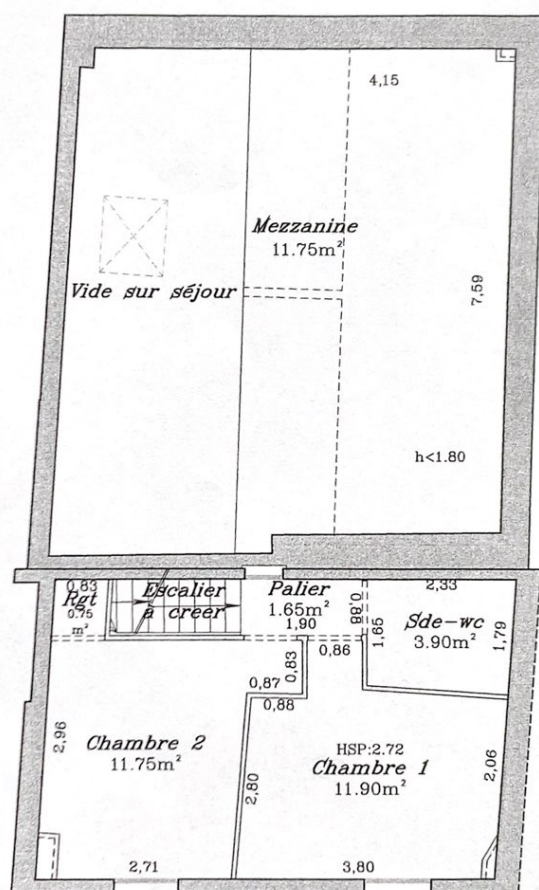 4,15
Mezzanine
11.75m²
Vide sur séjour
7,59
h<1.80
0,83
Rgt
0.75
m²
Escalier
à creer
Palier
1.65m²
1,90
0,88
1,65
2,33
Sde-wc
3.90m²
1,79
0,86
0,83
0,87
0,88
2,96
Chambre 2
11.75m²
2,80
HSP:2.72
Chambre 1
11.90m²
2,06
2,71
3,80